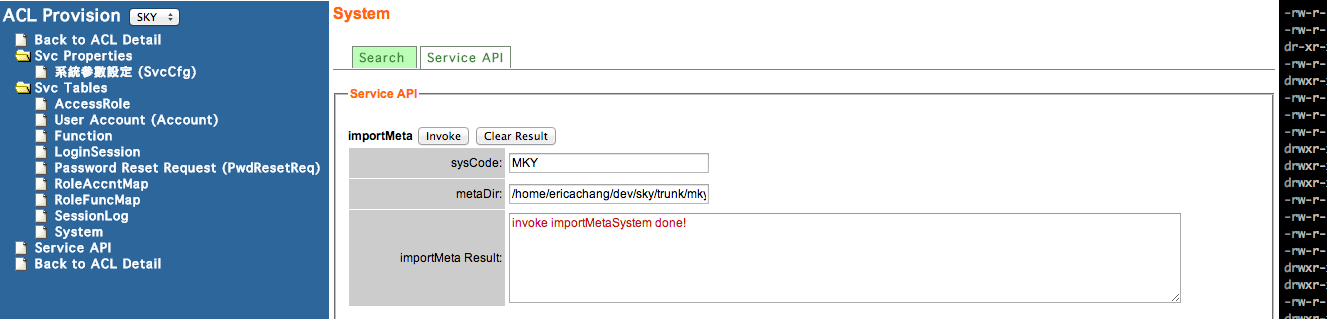 ACL Provision SKY
Back to ACL Detail
Svc Properties
系統參數設定 (SvcCfg)
Svc Tables
AccessRole
User Account (Account)
Function
LoginSession
Password Reset Request (PwdResetReq)
RoleAccntMap
RoleFuncMap
SessionLog
System
Service API
Back to ACL Detail
System
Search Service API
Service API
importMeta Invoke Clear Result
sysCode: MKY
metaDir: /home/ericachang/dev/sky/trunk/mky
importMeta Result: invoke importMetaSystem done!
-rw-r-
-rw-r-
dr-xr-
-rw-r-
drwxr-
-rw-r-
-rw-r-
-rw-r-
drwxr-
drwxr-
-rw-r-
-rw-r-
-rw-r-
drwxr-
-rw-r-
drwxr-
drwxr-
-rw-r-